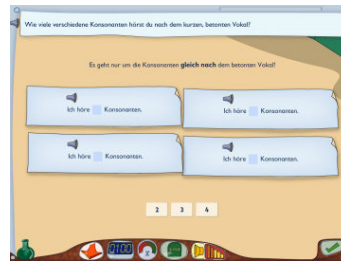 Wie viele verschiedene Konsonanten hörst du nach dem kurzen, betonten Vokal?
Es geht nur um die Konsonanten gleich nach dem betonten Vokal!
Ich höre Konsonanten.
Ich höre Konsonanten.
Ich höre Konsonanten.
Ich höre Konsonanten.
2 3 4
0100